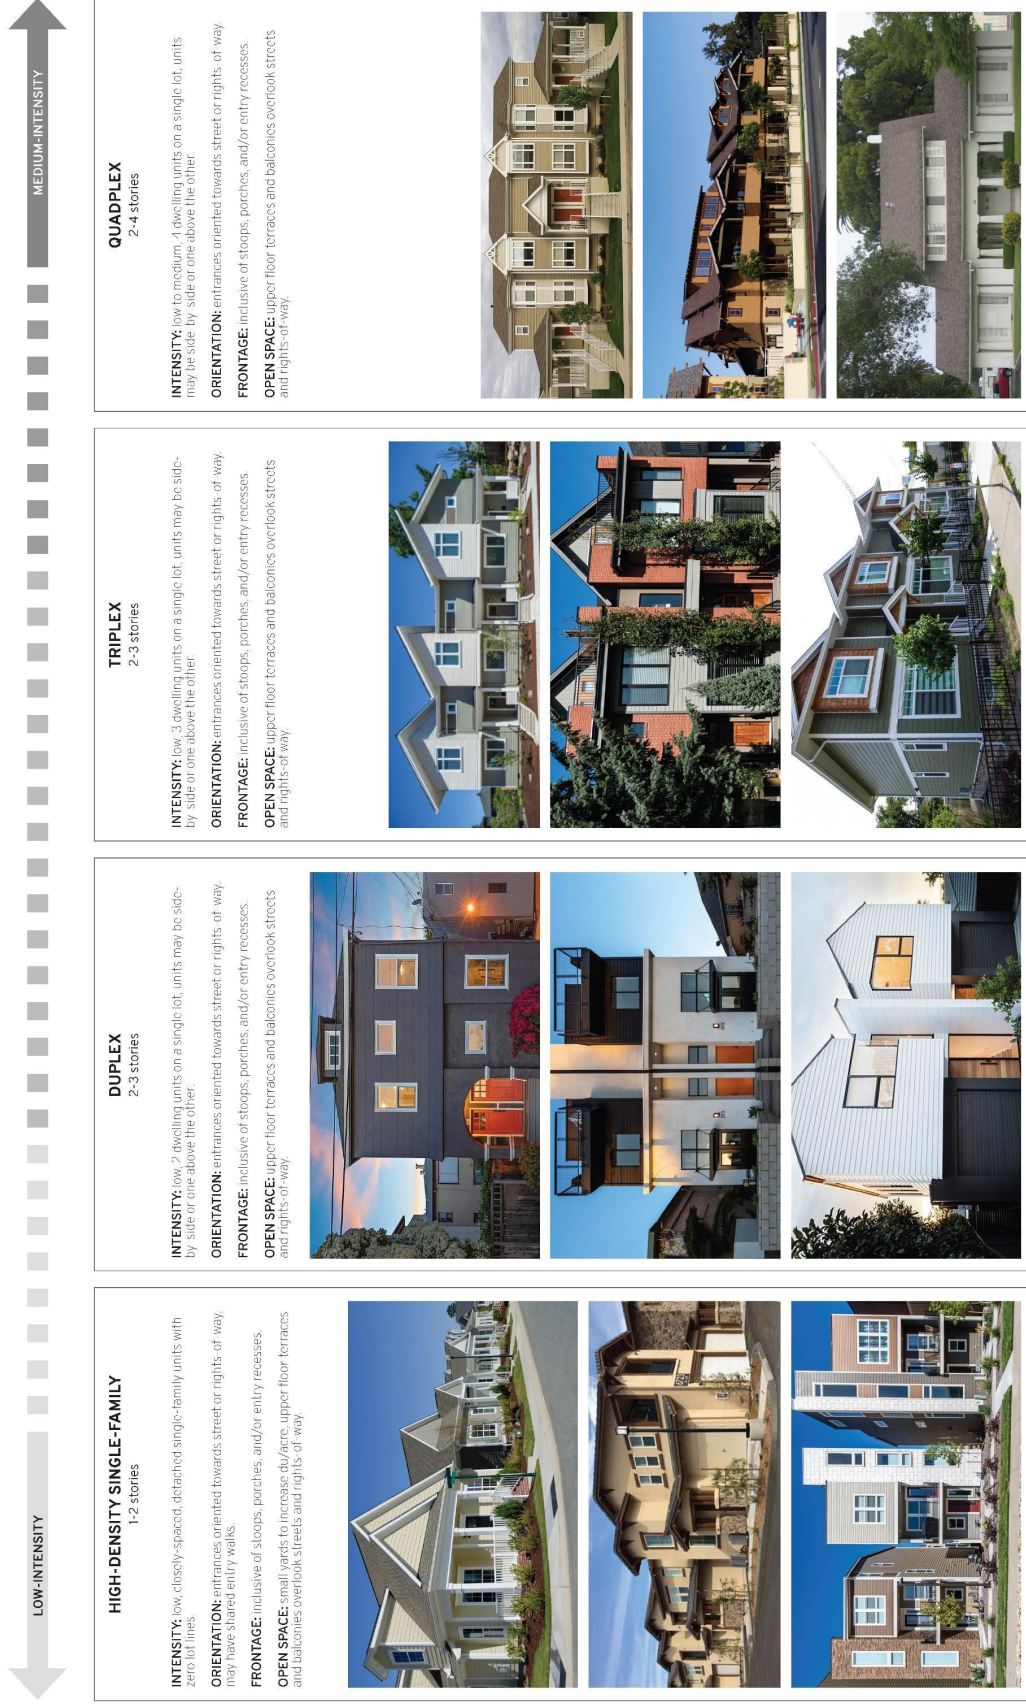 LOW-INTENSITY
MEDIUM-INTENSITY
HIGH-DENSITY SINGLE-FAMILY
1-2 stories
INTENSITY: low, closely-spaced, detached single-family units with
zero lot lines.
ORIENTATION: entrances oriented towards street or rights-of-way,
may have shared entry walks.
FRONTAGE: inclusive of stoops, porches, and/or entry recesses.
OPEN SPACE: small yards to increase du/acre, upper floor terraces
and balconies overlook streets and rights-of-way.
DUPLEX
2-3 stories
INTENSITY: low, 2 dwelling units on a single lot, units may be side-
by side or one above the other.
ORIENTATION: entrances oriented towards street or rights-of-way.
FRONTAGE: inclusive of stoops, porches, and/or entry recesses.
OPEN SPACE: upper floor terraces and balconies overlook streets
and rights-of-way.
TRIPLEX
2-3 stories
INTENSITY: low, 3 dwelling units on a single lot, units may be side-
by side or one above the other.
ORIENTATION: entrances oriented towards street or rights-of-way.
FRONTAGE: inclusive of stoops, porches, and/or entry recesses.
OPEN SPACE: upper floor terraces and balconies overlook streets
and rights-of way.
QUADPLEX
2-4 stories
INTENSITY: low to medium, 4 dwelling units on a single lot, units
may be side by side or one above the other.
ORIENTATION: entrances oriented towards street or rights-of-way.
FRONTAGE: inclusive of stoops, porches, and/or entry recesses.
OPEN SPACE: upper floor terraces and balconies overlook streets
and rights-of-way.